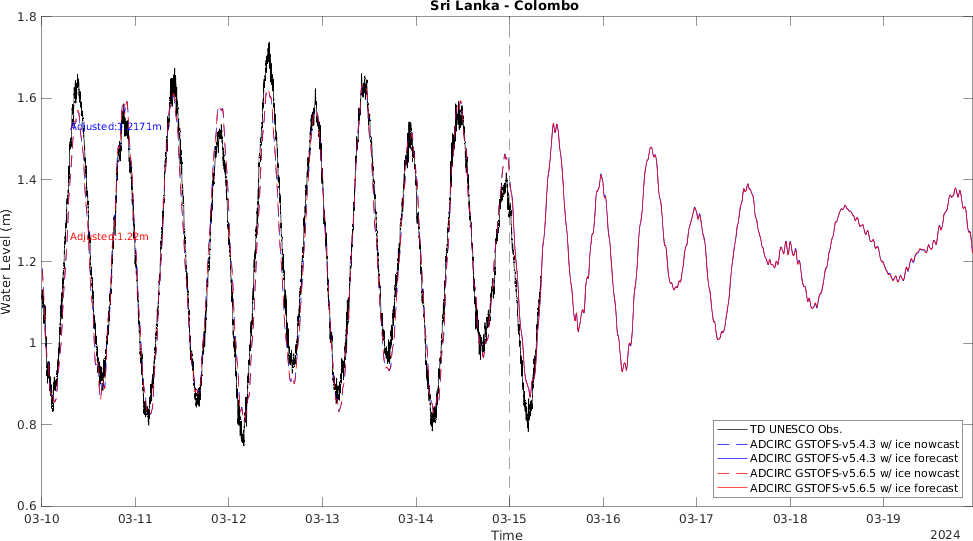 Sri Lanka - Colombo
Water Level (m)
1.8
1.6
1.4
1.2
1
0.8
0.6
Adjusted:1.2171m
Adjusted:1.22m
TD UNESCO Obs.
ADCIRC GSTOFS-v5.4.3 w/ ice nowcast
ADCIRC GSTOFS-v5.4.3 w/ ice forecast
ADCIRC GSTOFS-v5.6.5 w/ ice nowcast
ADCIRC GSTOFS-v5.6.5 w/ ice forecast
03-10 03-11 03-12 03-13 03-14 03-15 03-16 03-17 03-18 03-19
Time
2024